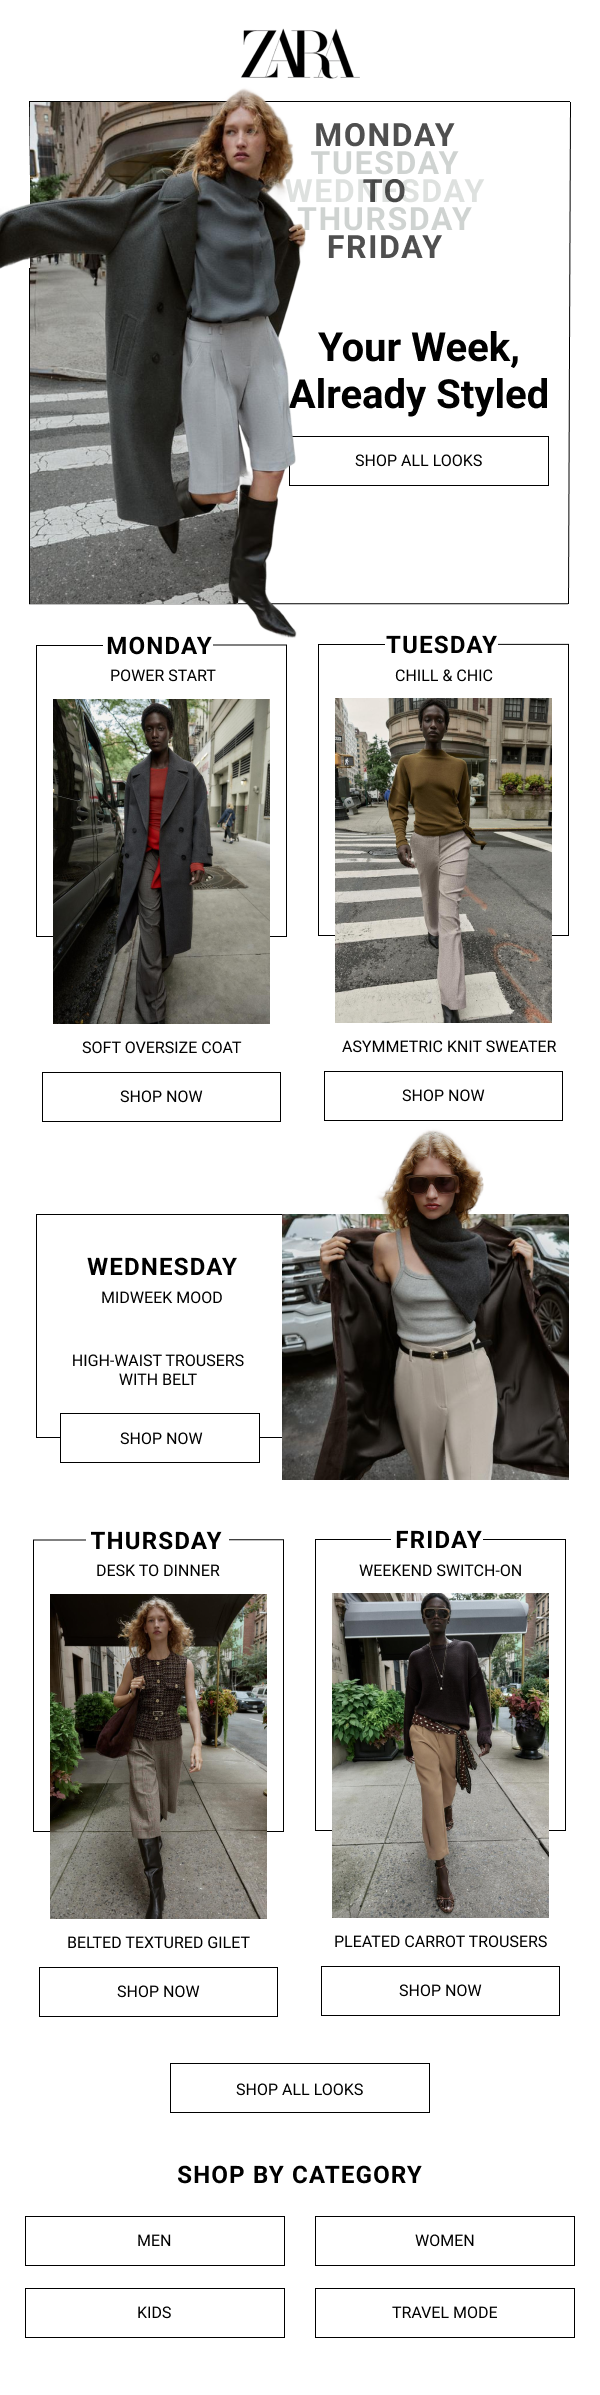 ZARA
MONDAY
TUESDAY
WEDNESDAY
TO
THURSDAY
FRIDAY
Your Week,
Already Styled
SHOP ALL LOOKS
MONDAY
POWER START
SOFT OVERSIZE COAT
SHOP NOW
TUESDAY
CHILL & CHIC
ASYMMETRIC KNIT SWEATER
SHOP NOW
WEDNESDAY
MIDWEEK MOOD
HIGH-WAIST TROUSERS
WITH BELT
SHOP NOW
THURSDAY
DESK TO DINNER
BELTED TEXTURED GILET
SHOP NOW
FRIDAY
WEEKEND SWITCH-ON
PLEATED CARROT TROUSERS
SHOP NOW
SHOP ALL LOOKS
SHOP BY CATEGORY
MEN
WOMEN
KIDS
TRAVEL MODE